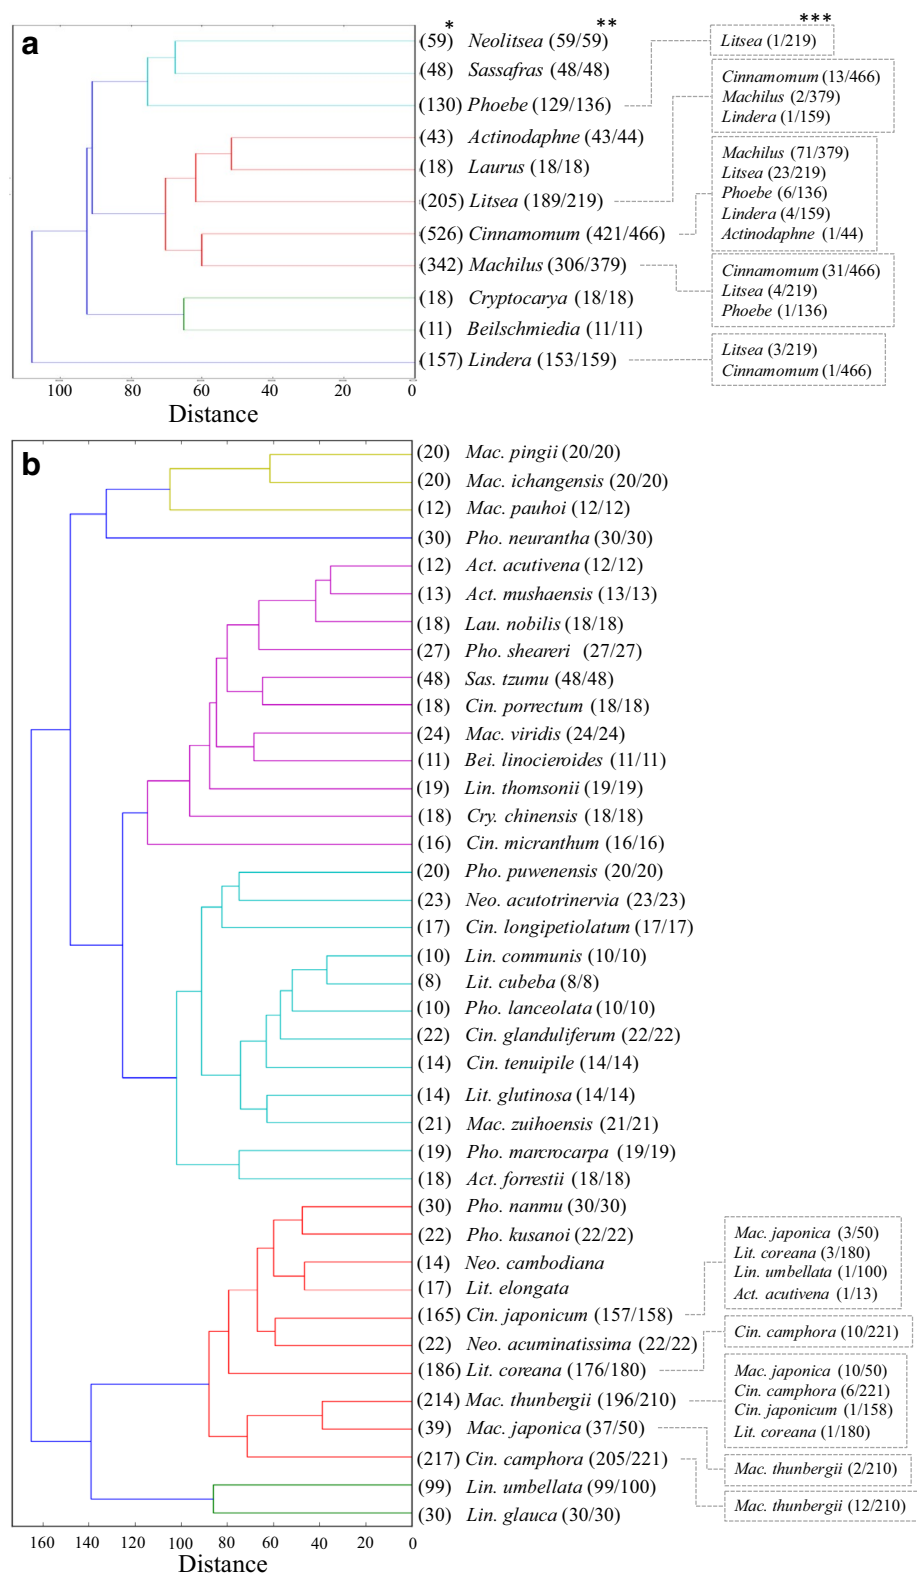 a
* ** ***
(59) Neolitsea (59/59)
(48) Sassafras (48/48)
(130) Phoebe (129/136)
(43) Actinodaphne (43/44)
(18) Laurus (18/18)
(205) Litsea (189/219)
(526) Cinnamomum (421/466)
(342) Machilus (306/379)
(18) Cryptocarya (18/18)
(11) Beilschmiedia (11/11)
(157) Lindera (153/159)
Litsea (1/219)
Cinnamomum (13/466)
Machilus (2/379)
Lindera (1/159)
Machilus (71/379)
Litsea (23/219)
Phoebe (6/136)
Lindera (4/159)
Actinodaphne (1/44)
Cinnamomum (31/466)
Litsea (4/219)
Phoebe (1/136)
Litsea (3/219)
Cinnamomum (1/466)
100 80 60 40 20 0
Distance
b
(20) Mac. pingii (20/20)
(20) Mac. ichangensis (20/20)
(12) Mac. pauhoi (12/12)
(30) Pho. neurantha (30/30)
(12) Act. acutivena (12/12)
(13) Act. mushaensis (13/13)
(18) Lau. nobilis (18/18)
(27) Pho. sheareri (27/27)
(48) Sas. tzumu (48/48)
(18) Cin. porrectum (18/18)
(24) Mac. viridis (24/24)
(11) Bei. linocieroides (11/11)
(19) Lin. thomsonii (19/19)
(18) Cry. chinensis (18/18)
(16) Cin. micranthum (16/16)
(20) Pho. puwenensis (20/20)
(23) Neo. acutotrinervia (23/23)
(17) Cin. longipetiolatum (17/17)
(10) Lin. communis (10/10)
(8) Lit. cubeba (8/8)
(10) Pho. lanceolata (10/10)
(22) Cin. glanduliferum (22/22)
(14) Cin. tenuipile (14/14)
(14) Lit. glutinosa (14/14)
(21) Mac. zuihoensis (21/21)
(19) Pho. marcrocarpa (19/19)
(18) Act. forrestii (18/18)
(30) Pho. nanmu (30/30)
(22) Pho. kusanoi (22/22)
(14) Neo. cambodiana
(17) Lit. elongata
(165) Cin. japonicum (157/158)
(22) Neo. acuminatissima (22/22)
(186) Lit. coreana (176/180)
(214) Mac. thunbergii (196/210)
(39) Mac. japonica (37/50)
(217) Cin. camphora (205/221)
(99) Lin. umbellata (99/100)
(30) Lin. glauca (30/30)
Mac. japonica (3/50)
Lit. coreana (3/180)
Lin. umbellata (1/100)
Act. acutivena (1/13)
Cin. camphora (10/221)
Mac. japonica (10/50)
Cin. camphora (6/221)
Cin. japonicum (1/158)
Lit. coreana (1/180)
Mac. thunbergii (2/210)
Mac. thunbergii (12/210)
160 140 120 100 80 60 40 20 0
Distance